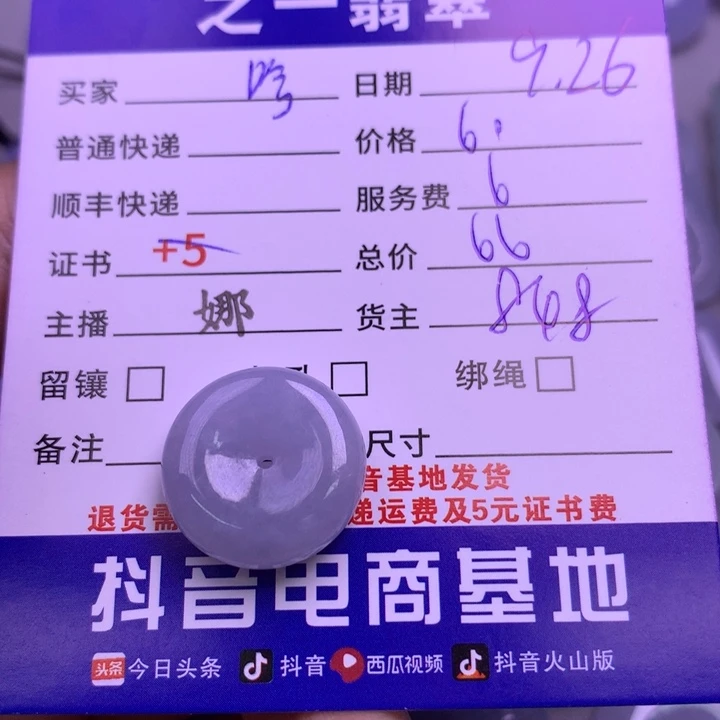 之一翡翠
买家 日期 9.26
普通快递 价格 6.
顺丰快递 服务费 6
证书 +5 总价 66
主播 娜 货主 868
留镶 孔 绑绳
备注 尺寸
音基地发货
退货需 递运费及5元证书费
抖音电商基地
头条 今日头条 抖音 西瓜视频 抖音火山版